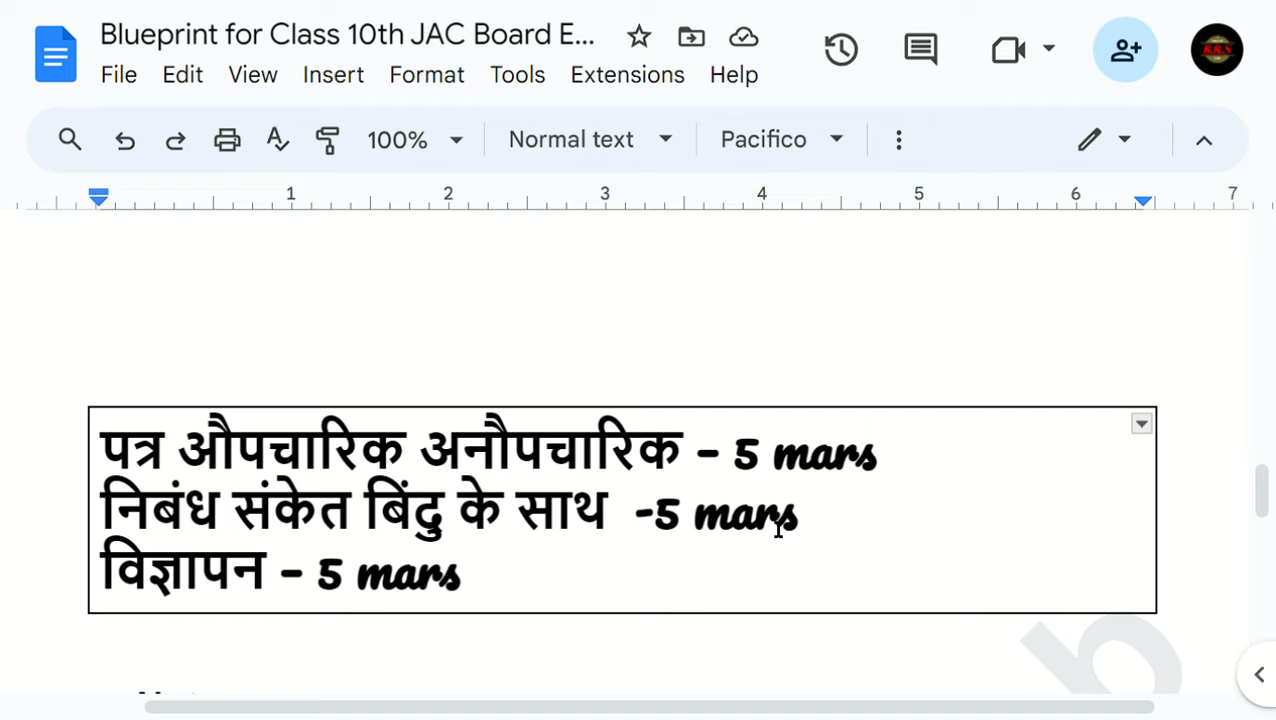 Blueprint for Class 10th JAC Board E...
File Edit View Insert Format Tools Extensions Help
100% Normal text Pacifico
1 2 3 4 5 6 7
पत्र औपचारिक अनौपचारिक - 5 mars
निबंध संकेत बिंदु के साथ -5 mars
विज्ञापन - 5 mars
b